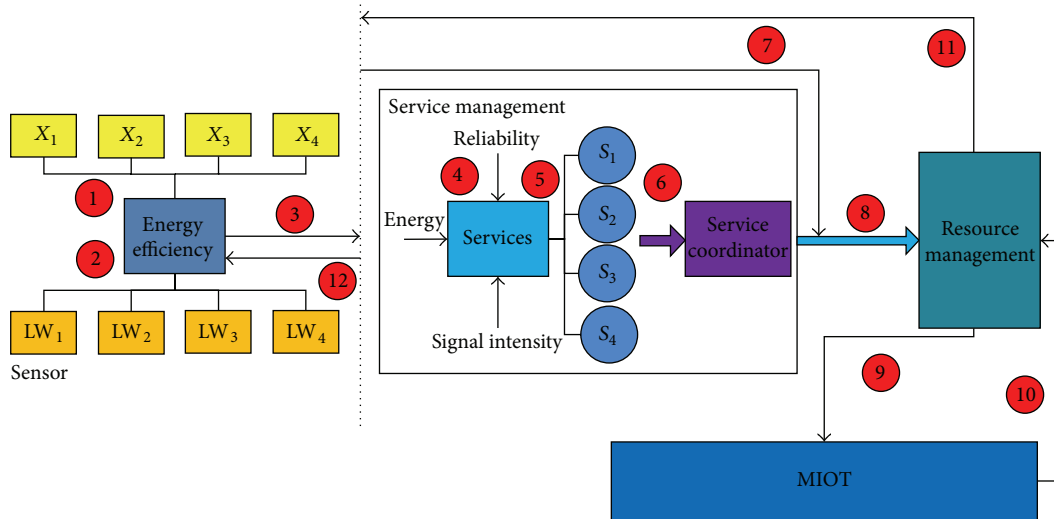 7
11
Service management
X1 X2 X3 X4
Reliability
S1
1
4
5
6
Energy
efficiency
3
S2
Energy
Services
Service
coordinator
8
Resource
management
2
12
S3
LW1 LW2 LW3 LW4
Signal intensity
S4
Sensor
9
10
MIOT